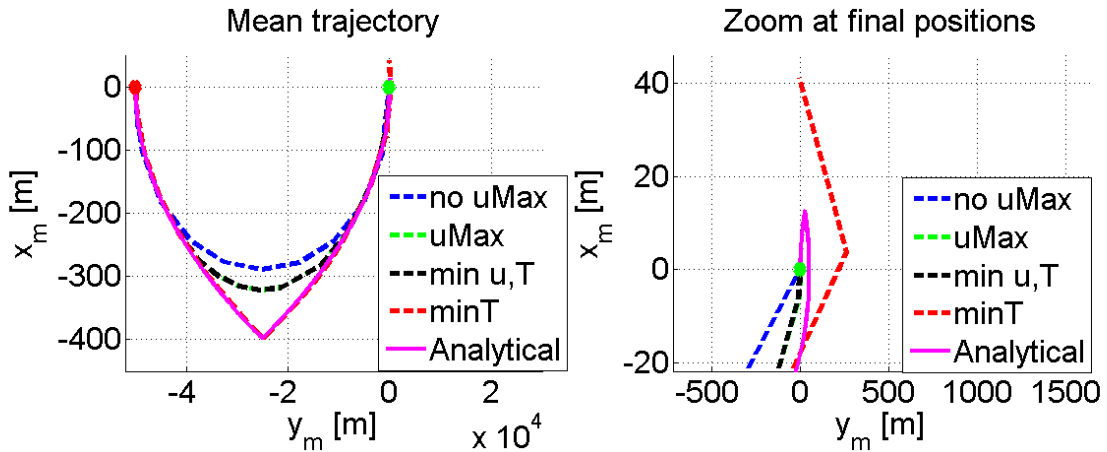 Mean trajectory
0
-100
-200
-300
-400
x_m [m]
-4
-2
0
2
y_m [m]
x 10^4
no uMax
uMax
min u,T
minT
Analytical
Zoom at final positions
40
20
0
-20
x_m [m]
-500
0
500
1000
1500
y_m [m]
no uMax
uMax
min u,T
minT
Analytical